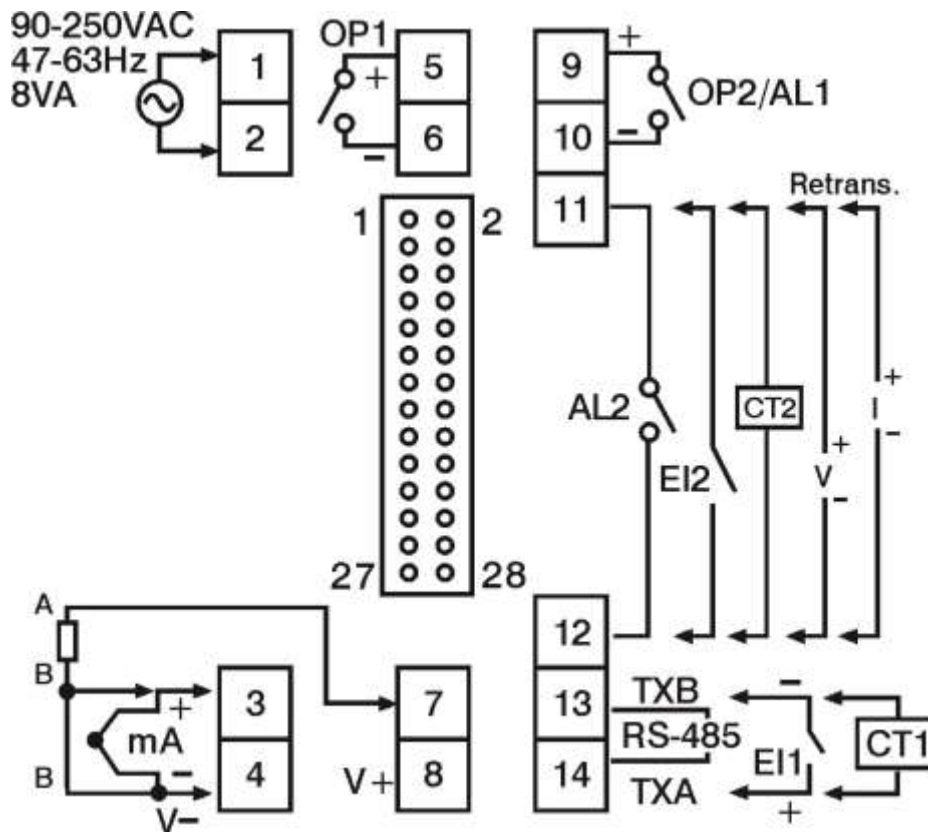 90-250VAC
47-63Hz
8VA
1
2
OP1
+
-
5
6
9
10
11
+
-
OP2/AL1
Retrans.
1
2
27
28
AL2
EI2
CT2
+
V
-
+
I
-
A
B
B
+
mA
-
V-
3
4
7
8
V+
12
13
14
TXB
RS-485
TXA
-
EI1
+
CT1